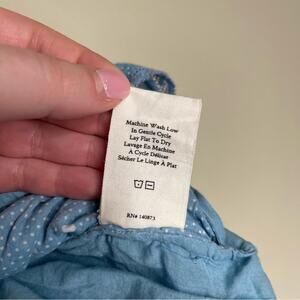 Machine Wash Low
In Gentle Cycle
Lay Flat To Dry
Lavage En Machine
A Cycle Délicat
Sécher Le Linge À Plat
RN# 140873